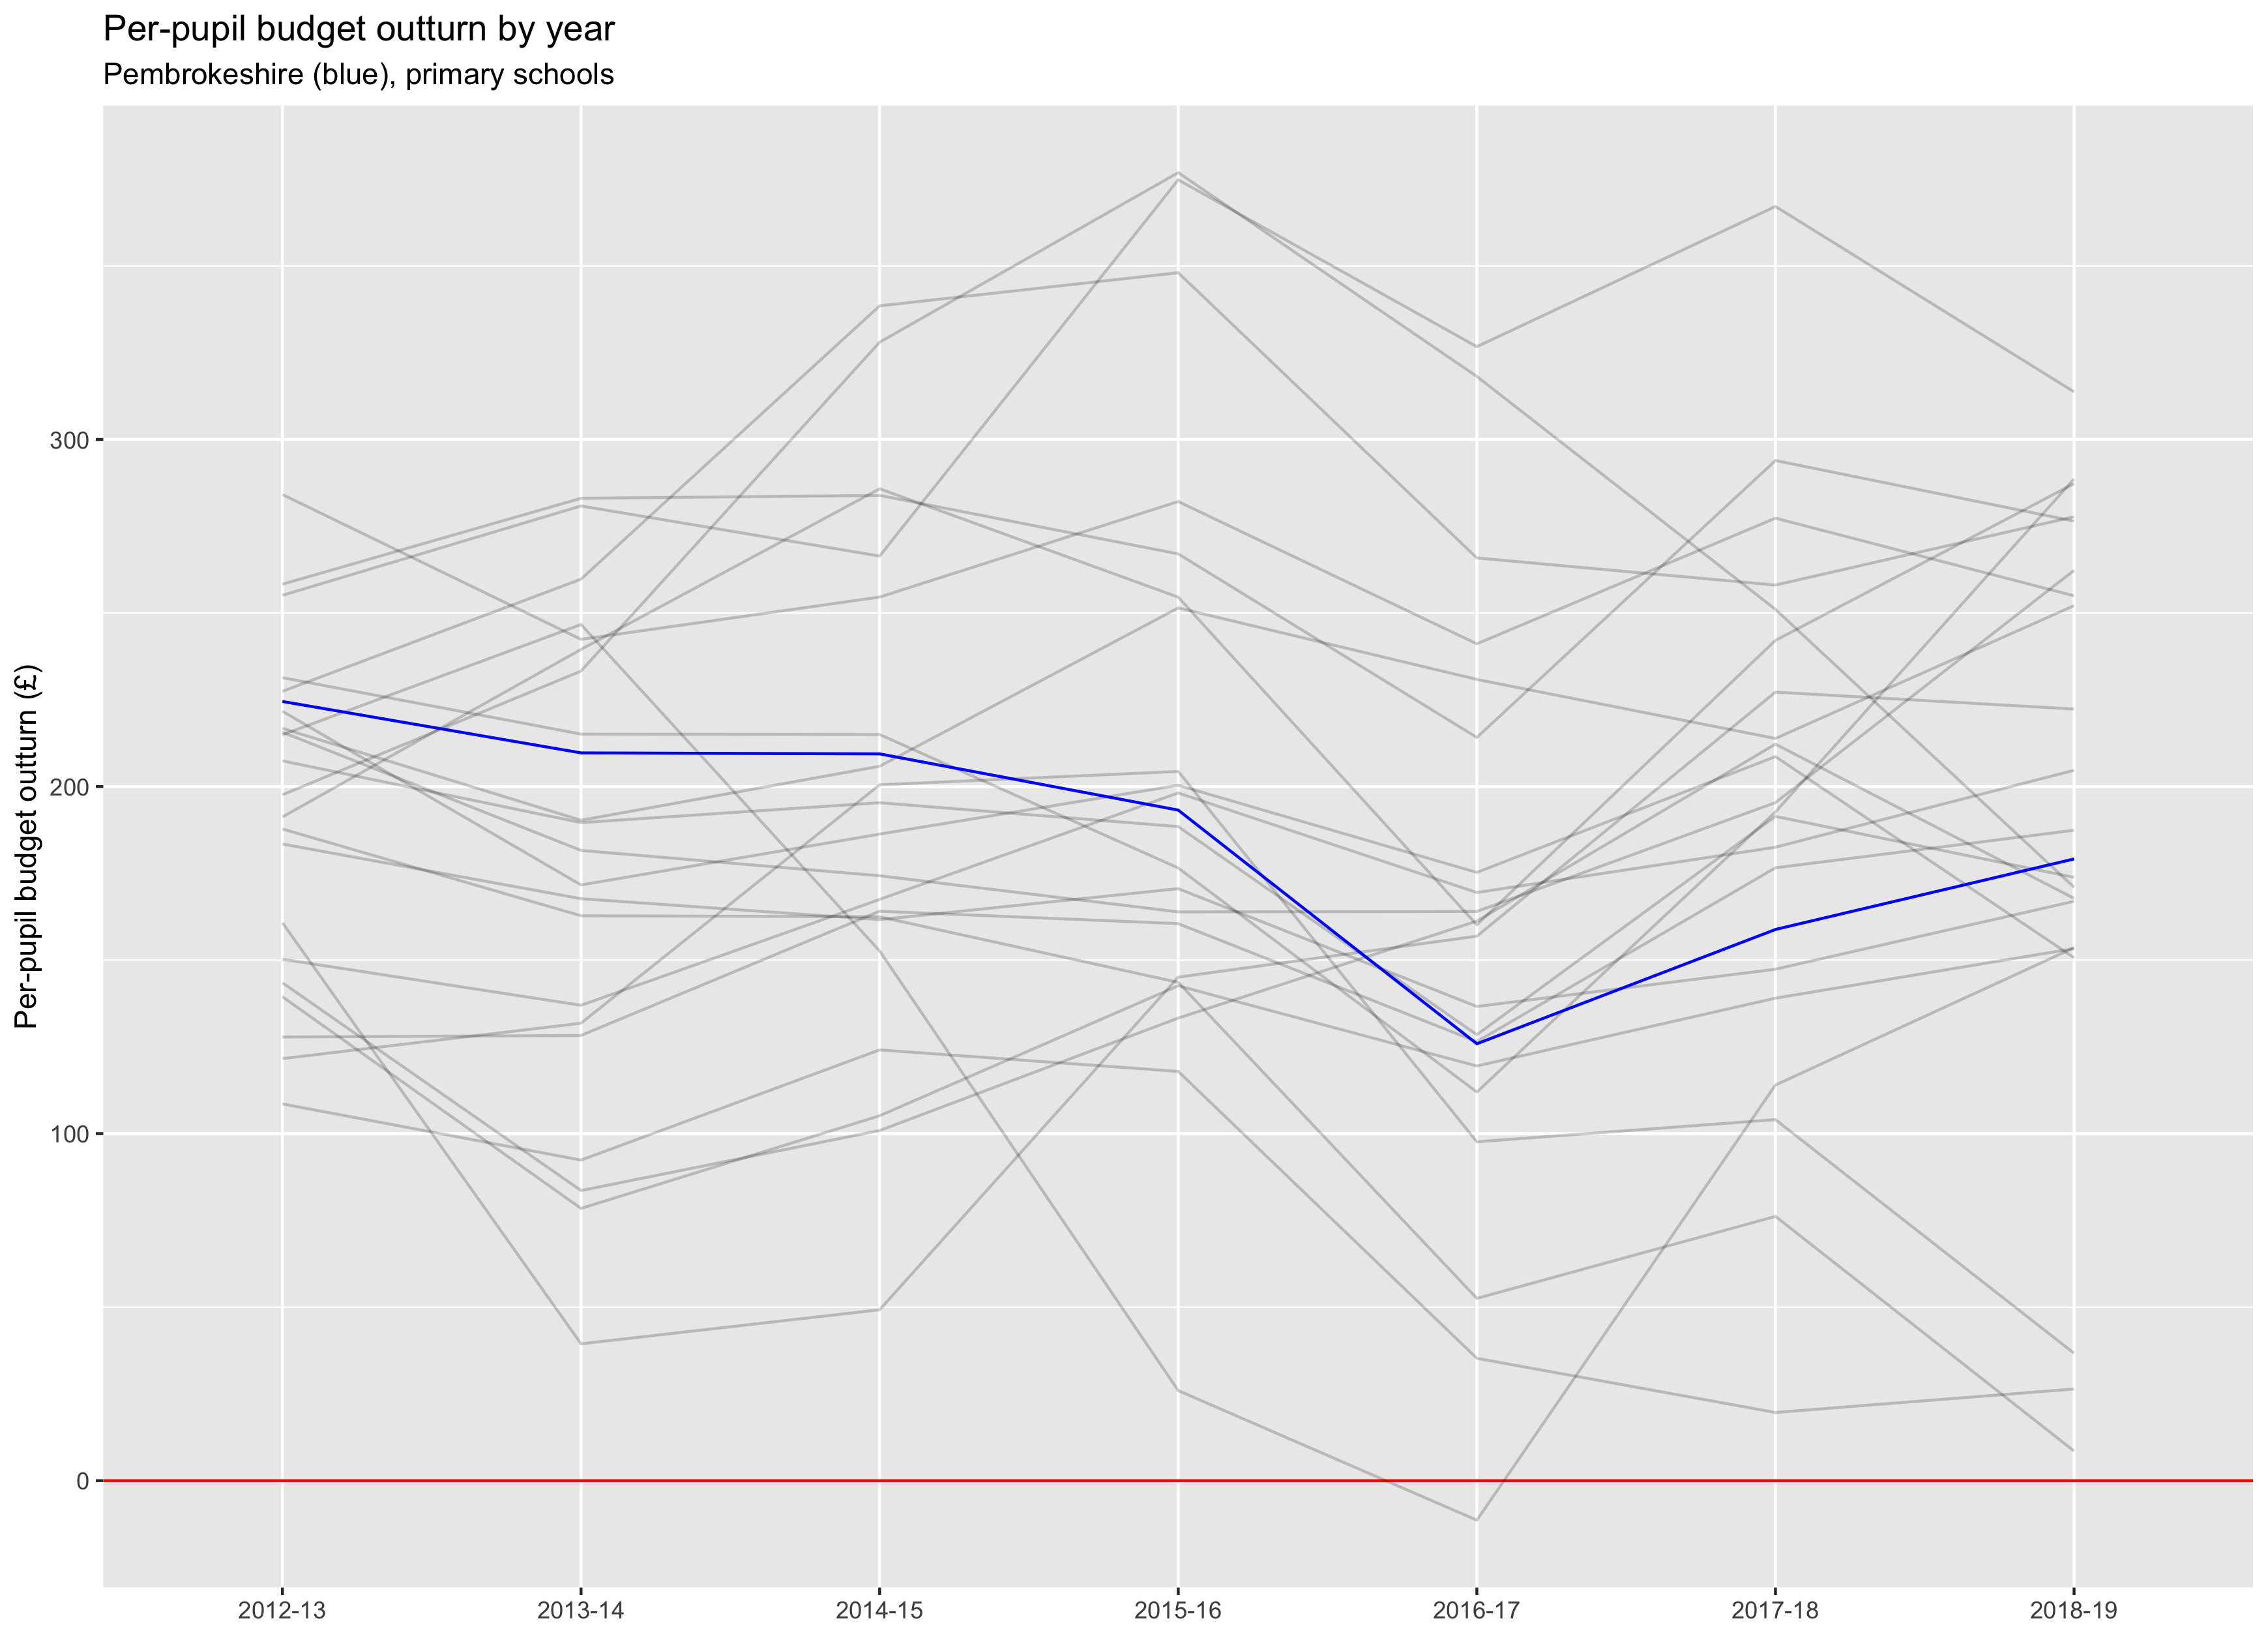 Per-pupil budget outturn by year
Pembrokeshire (blue), primary schools
Per-pupil budget outturn (£)
300
200
100
0
2012-13 2013-14 2014-15 2015-16 2016-17 2017-18 2018-19